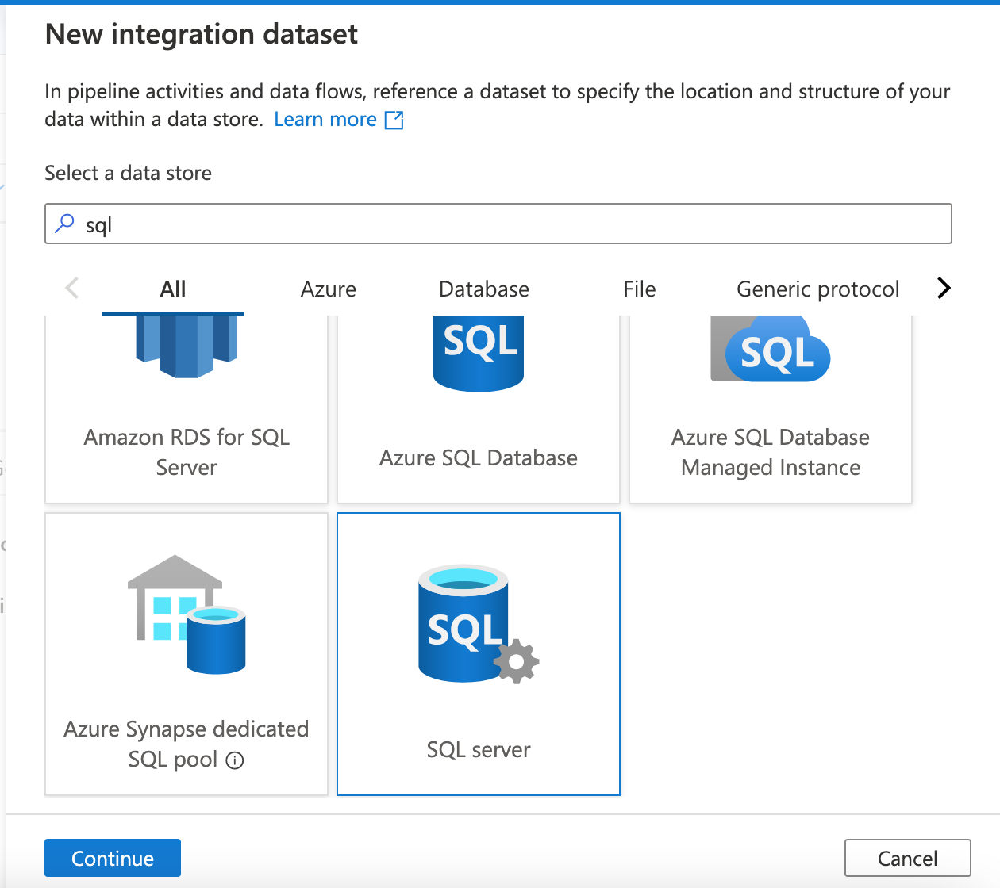 New integration dataset
In pipeline activities and data flows, reference a dataset to specify the location and structure of your
data within a data store. Learn more
Select a data store
sql
All Azure Database File Generic protocol
SQL
SQL
Amazon RDS for SQL
Server
Azure SQL Database
Azure SQL Database
Managed Instance
SQL
Azure Synapse dedicated
SQL pool
SQL server
Continue
Cancel